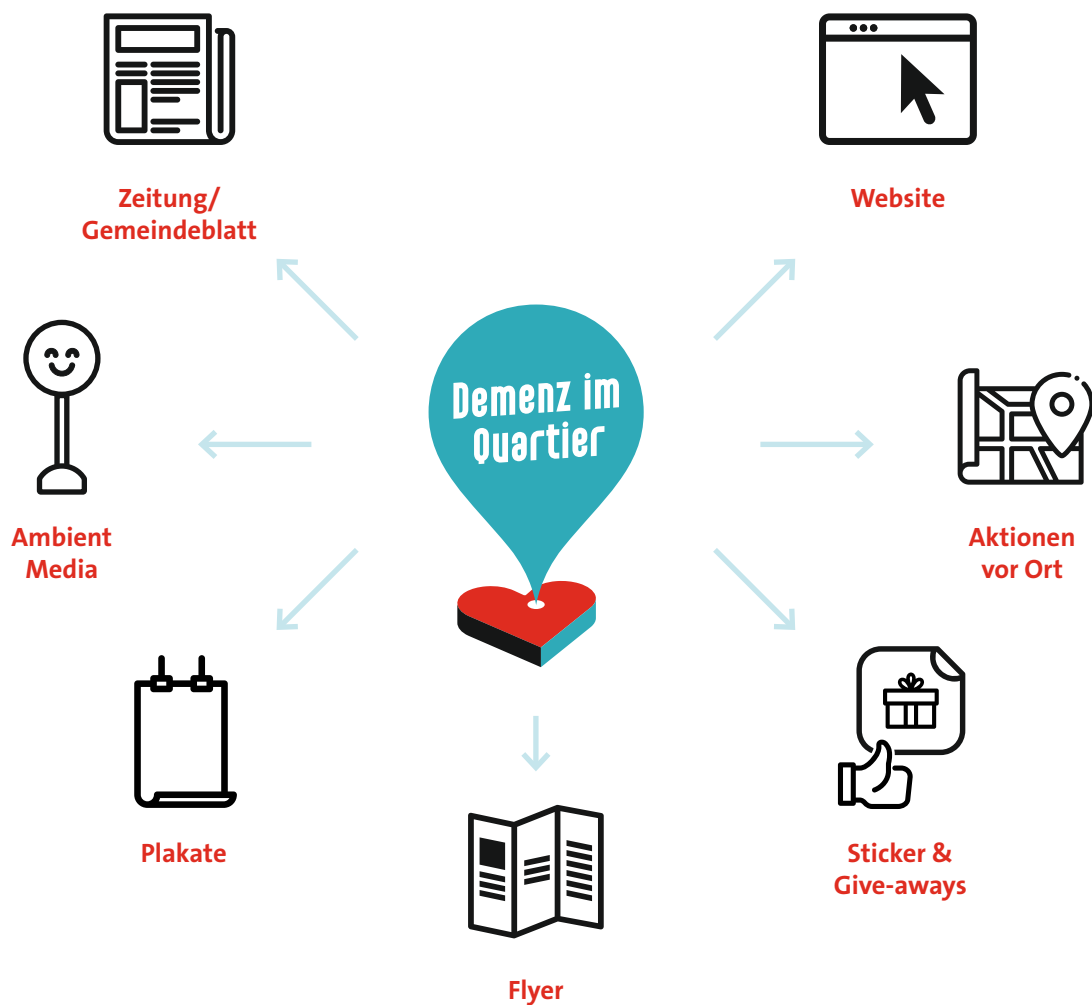 Zeitung/
Gemeindeblatt
Website
Demenz im
Quartier
Ambient
Media
Aktionen
vor Ort
Plakate
Sticker &
Give-aways
Flyer